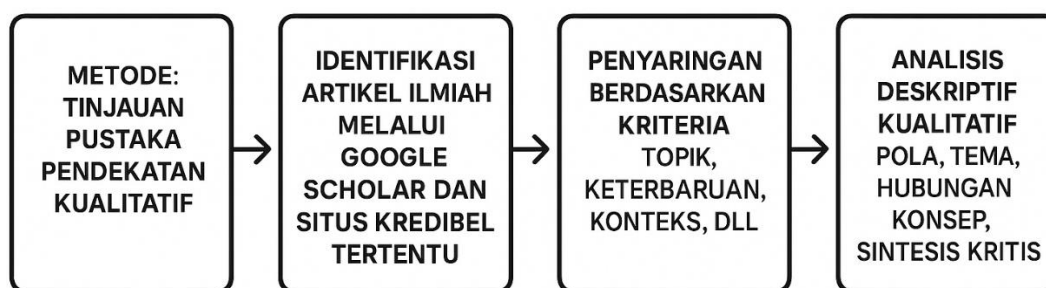 METODE:
TINJAUAN
PUSTAKA
PENDEKATAN
KUALITATIF
IDENTIFIKASI
ARTIKEL ILMIAH
MELALUI
GOOGLE
SCHOLAR DAN
SITUS KREDIBEL
TERTENTU
PENYARINGAN
BERDASARKAN
KRITERIA
TOPIK,
KETERBARUAN,
KONTEKS, DLL
ANALISIS
DESKRIPTIF
KUALITATIF
POLA, TEMA,
HUBUNGAN
KONSEP,
SINTESIS KRITIS